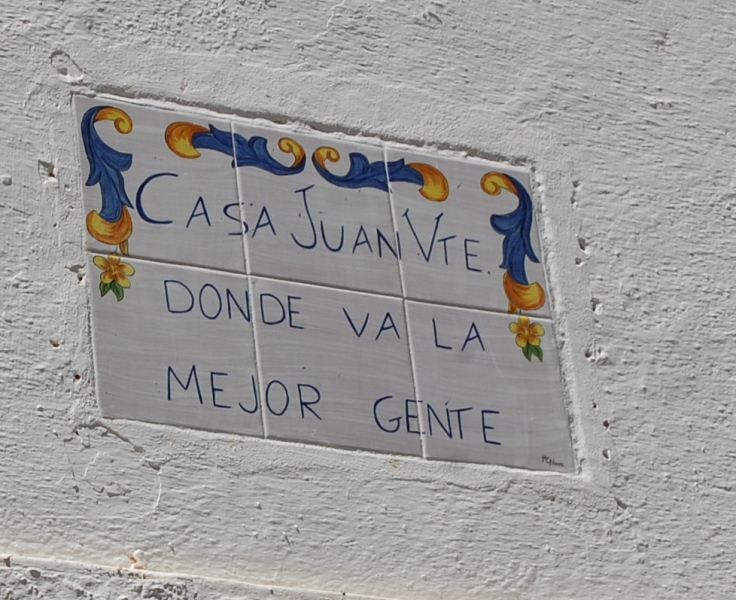 CASA JUAN VTE.
DONDE VA LA
MEJOR GENTE